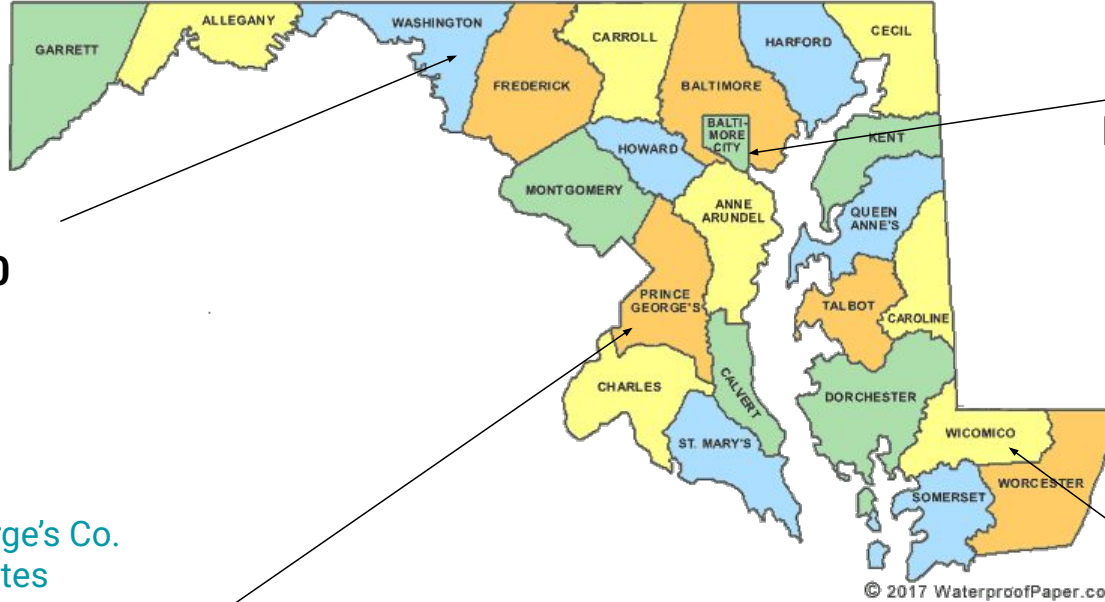 ALLEGANY
WASHINGTON
CARROLL
CECIL
HARFORD
GARRETT
FREDERICK
BALTIMORE
BALTI-
MORE
CITY
KENT
HOWARD
MONTGOMERY
ANNE
ARUNDEL
QUEEN
ANNE'S
PRINCE
GEORGE'S
TALBOT
CAROLINE
CHARLES
CALVERT
DORCHESTER
ST. MARY'S
WICOMICO
SOMERSET
WORCESTER
rge's Co.
tes
© 2017 WaterproofPaper.co